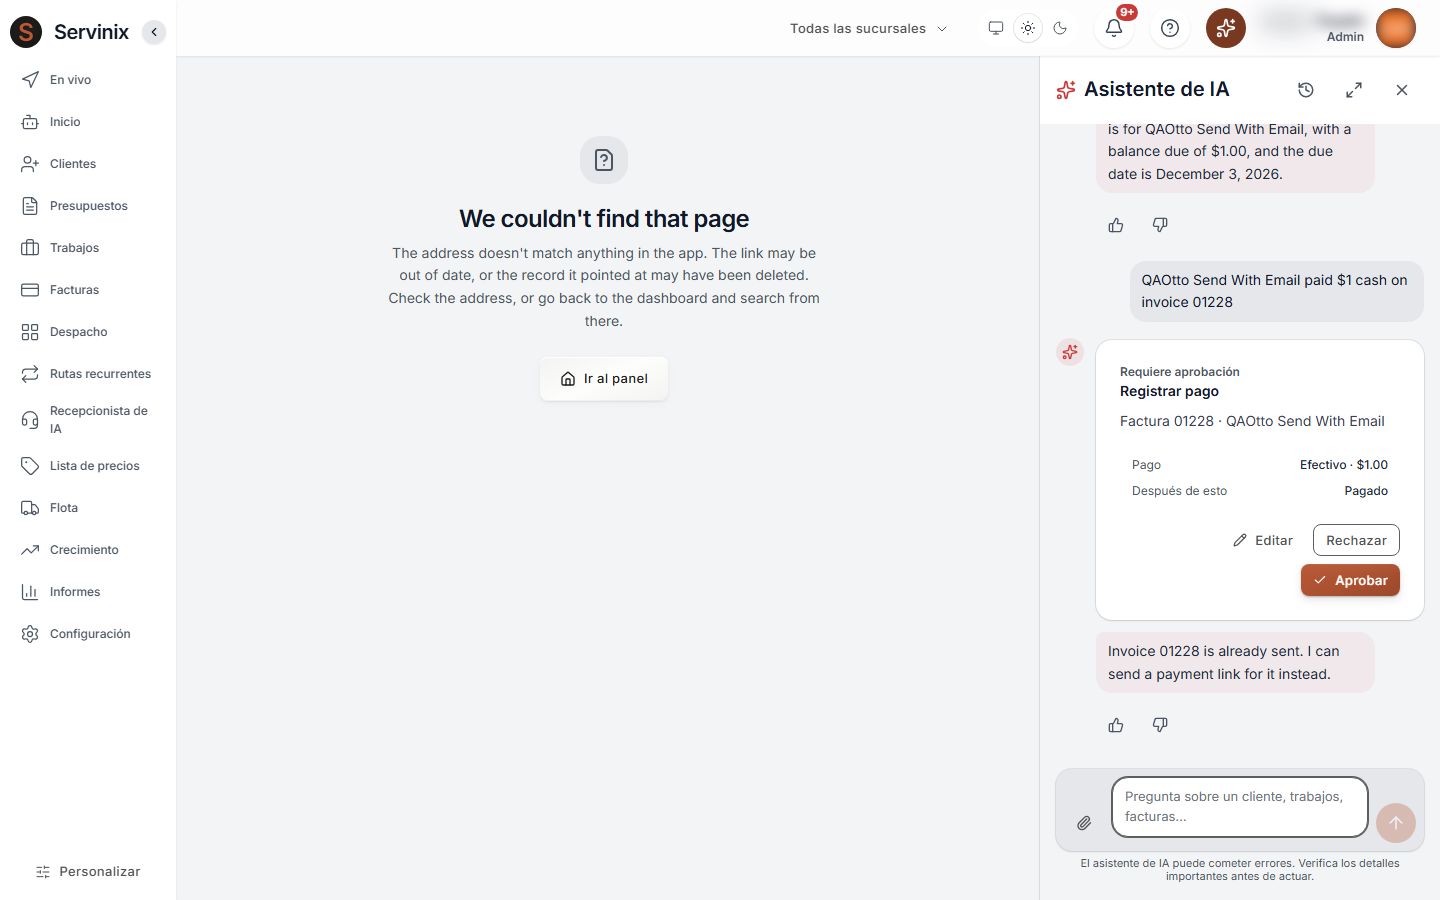 Servinix
Todas las sucursales
9+
Admin
En vivo
Inicio
Clientes
Presupuestos
Trabajos
Facturas
Despacho
Rutas recurrentes
Recepcionista de
IA
Lista de precios
Flota
Crecimiento
Informes
Configuración
Personalizar
We couldn't find that page
The address doesn't match anything in the app. The link may be
out of date, or the record it pointed at may have been deleted.
Check the address, or go back to the dashboard and search from
there.
Ir al panel
Asistente de IA
is for QAOtto Send With Email, with a
balance due of $1.00, and the due
date is December 3, 2026.
QAOtto Send With Email paid $1 cash on
invoice 01228
Requiere aprobación
Registrar pago
Factura 01228 · QAOtto Send With Email
Pago Efectivo · $1.00
Después de esto Pagado
Editar
Rechazar
Aprobar
Invoice 01228 is already sent. I can
send a payment link for it instead.
Pregunta sobre un cliente, trabajos,
facturas...
El asistente de IA puede cometer errores. Verifica los detalles
importantes antes de actuar.